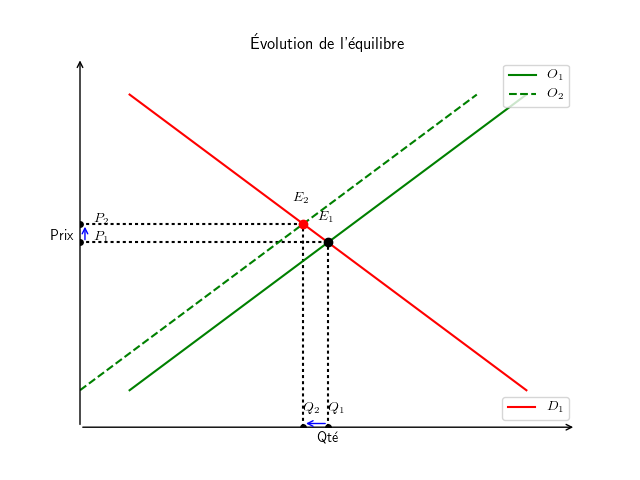 Évolution de l'équilibre
O₁
O₂
E₂
E₁
P₂
Prix
P₁
Q₂ Q₁
D₁
Qté